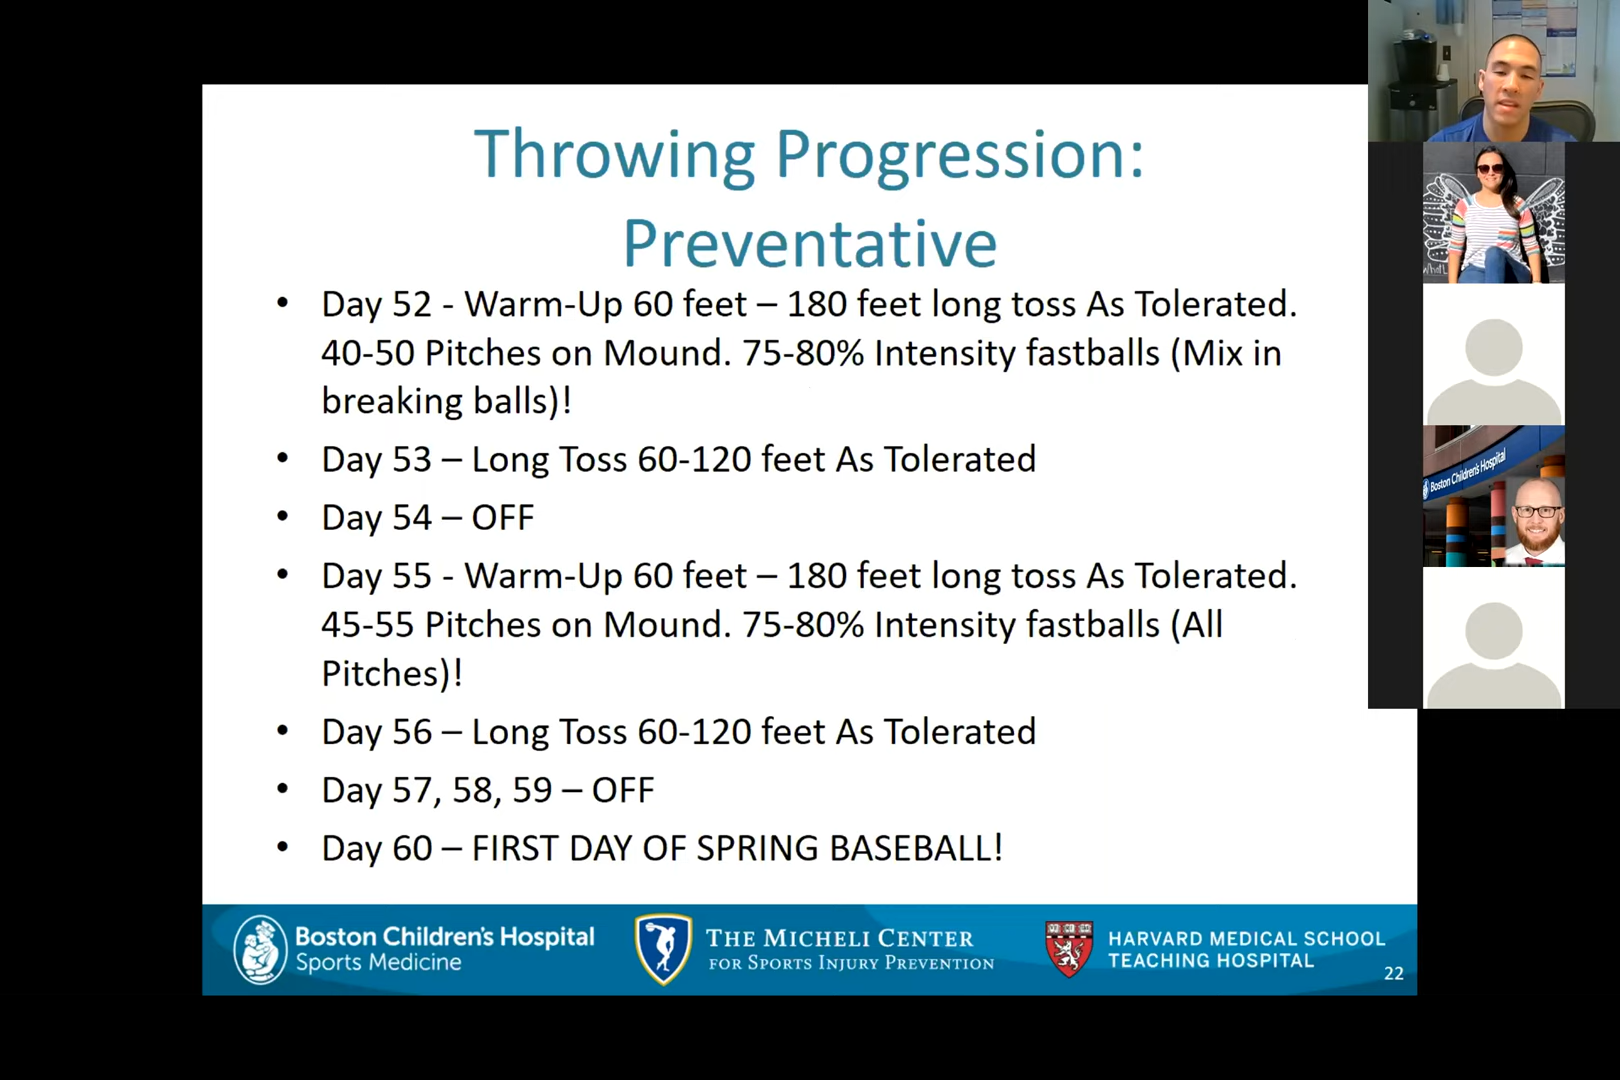 Throwing Progression:
Preventative
• Day 52 - Warm-Up 60 feet – 180 feet long toss As Tolerated.
40-50 Pitches on Mound. 75-80% Intensity fastballs (Mix in
breaking balls)!
• Day 53 – Long Toss 60-120 feet As Tolerated
• Day 54 – OFF
• Day 55 - Warm-Up 60 feet – 180 feet long toss As Tolerated.
45-55 Pitches on Mound. 75-80% Intensity fastballs (All
Pitches)!
• Day 56 – Long Toss 60-120 feet As Tolerated
• Day 57, 58, 59 – OFF
• Day 60 – FIRST DAY OF SPRING BASEBALL!
Boston Children's Hospital
Sports Medicine
THE MICHELI CENTER
FOR SPORTS INJURY PREVENTION
HARVARD MEDICAL SCHOOL
TEACHING HOSPITAL
22
Boston Children's Hospital